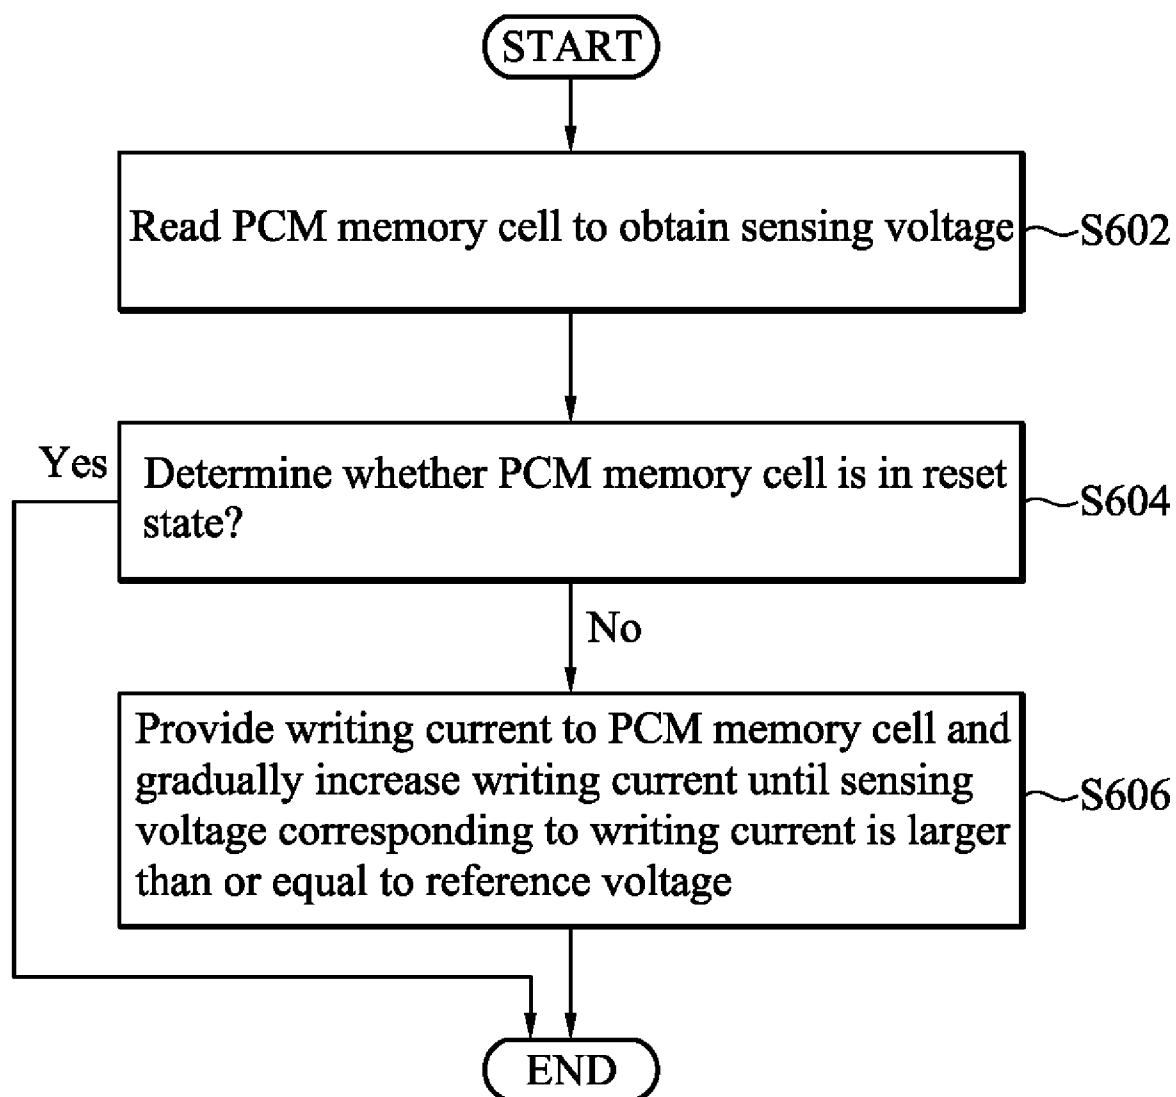 START
Read PCM memory cell to obtain sensing voltage
S602
Yes
Determine whether PCM memory cell is in reset
state?
S604
No
Provide writing current to PCM memory cell and
gradually increase writing current until sensing
voltage corresponding to writing current is larger
than or equal to reference voltage
S606
END